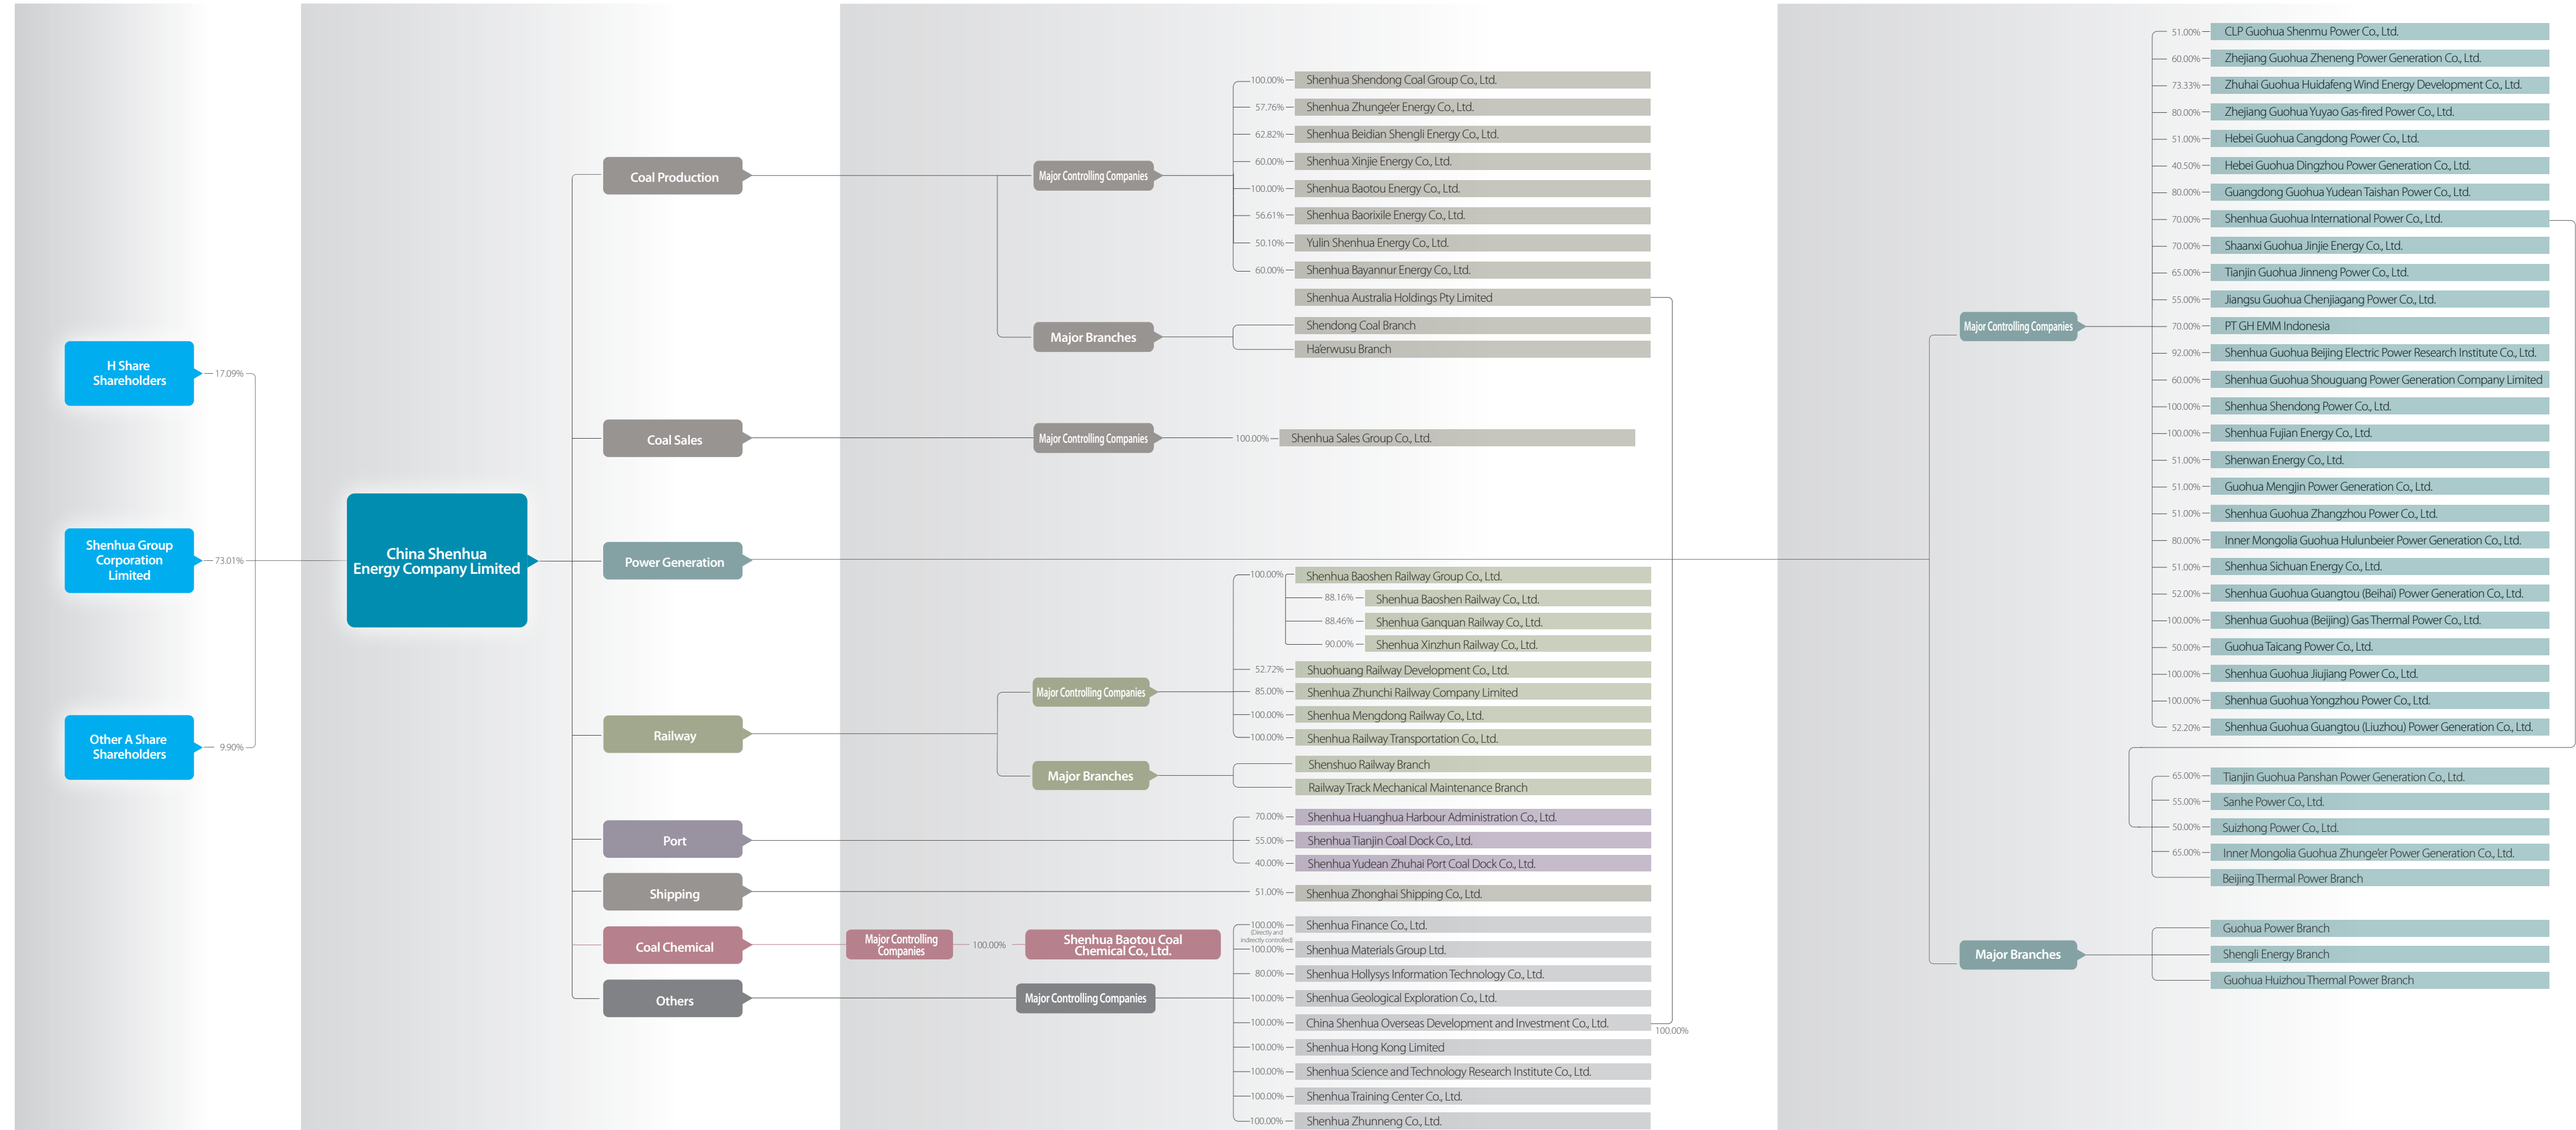 H Share
Shareholders
17.09%
Shenhua Group
Corporation
Limited
73.01%
Other A Share
Shareholders
9.90%
China Shenhua
Energy Company Limited
Coal Production
Major Controlling Companies
100.00%
Shenhua Shendong Coal Group Co., Ltd.
57.76%
Shenhua Zhunge'er Energy Co., Ltd.
62.82%
Shenhua Beidian Shengli Energy Co., Ltd.
60.00%
Shenhua Xinjie Energy Co., Ltd.
100.00%
Shenhua Baotou Energy Co., Ltd.
56.61%
Shenhua Baorixile Energy Co., Ltd.
50.10%
Yulin Shenhua Energy Co., Ltd.
60.00%
Shenhua Bayannur Energy Co., Ltd.
Shenhua Australia Holdings Pty Limited
Major Branches
Shendong Coal Branch
Ha'erwusu Branch
Coal Sales
Major Controlling Companies
100.00%
Shenhua Sales Group Co., Ltd.
Power Generation
Railway
Major Controlling Companies
100.00%
Shenhua Baoshen Railway Group Co., Ltd.
88.16%
Shenhua Baoshen Railway Co., Ltd.
88.46%
Shenhua Ganquan Railway Co., Ltd.
90.00%
Shenhua Xinzhun Railway Co., Ltd.
52.72%
Shuohuang Railway Development Co., Ltd.
85.00%
Shenhua Zhunchi Railway Company Limited
100.00%
Shenhua Mengdong Railway Co., Ltd.
100.00%
Shenhua Railway Transportation Co., Ltd.
Major Branches
Shenshuo Railway Branch
Railway Track Mechanical Maintenance Branch
Port
70.00%
Shenhua Huanghua Harbour Administration Co., Ltd.
55.00%
Shenhua Tianjin Coal Dock Co., Ltd.
40.00%
Shenhua Yudean Zhuhai Port Coal Dock Co., Ltd.
Shipping
51.00%
Shenhua Zhonghai Shipping Co., Ltd.
Coal Chemical
Major Controlling
Companies
100.00%
Shenhua Baotou Coal
Chemical Co., Ltd.
Others
Major Controlling Companies
100.00%
(Directly and
indirectly controlled)
Shenhua Finance Co., Ltd.
100.00%
Shenhua Materials Group Ltd.
80.00%
Shenhua Hollysys Information Technology Co., Ltd.
100.00%
Shenhua Geological Exploration Co., Ltd.
100.00%
China Shenhua Overseas Development and Investment Co., Ltd.
100.00%
100.00%
Shenhua Hong Kong Limited
100.00%
Shenhua Science and Technology Research Institute Co., Ltd.
100.00%
Shenhua Training Center Co., Ltd.
100.00%
Shenhua Zhunneng Co., Ltd.
Major Controlling Companies
51.00%
CLP Guohua Shenmu Power Co., Ltd.
60.00%
Zhejiang Guohua Zheneng Power Generation Co., Ltd.
73.33%
Zhuhai Guohua Huidafeng Wind Energy Development Co., Ltd.
80.00%
Zhejiang Guohua Yuyao Gas-fired Power Co., Ltd.
51.00%
Hebei Guohua Cangdong Power Co., Ltd.
40.50%
Hebei Guohua Dingzhou Power Generation Co., Ltd.
80.00%
Guangdong Guohua Yudean Taishan Power Co., Ltd.
70.00%
Shenhua Guohua International Power Co., Ltd.
70.00%
Shaanxi Guohua Jinjie Energy Co., Ltd.
65.00%
Tianjin Guohua Jinneng Power Co., Ltd.
55.00%
Jiangsu Guohua Chenjiagang Power Co., Ltd.
70.00%
PT GH EMM Indonesia
92.00%
Shenhua Guohua Beijing Electric Power Research Institute Co., Ltd.
60.00%
Shenhua Guohua Shouguang Power Generation Company Limited
100.00%
Shenhua Shendong Power Co., Ltd.
100.00%
Shenhua Fujian Energy Co., Ltd.
51.00%
Shenwan Energy Co., Ltd.
51.00%
Guohua Mengjin Power Generation Co., Ltd.
51.00%
Shenhua Guohua Zhangzhou Power Co., Ltd.
80.00%
Inner Mongolia Guohua Hulunbeier Power Generation Co., Ltd.
51.00%
Shenhua Sichuan Energy Co., Ltd.
52.00%
Shenhua Guohua Guangtou (Beihai) Power Generation Co., Ltd.
100.00%
Shenhua Guohua (Beijing) Gas Thermal Power Co., Ltd.
50.00%
Guohua Taicang Power Co., Ltd.
100.00%
Shenhua Guohua Jiujiang Power Co., Ltd.
100.00%
Shenhua Guohua Yongzhou Power Co., Ltd.
52.20%
Shenhua Guohua Guangtou (Liuzhou) Power Generation Co., Ltd.
65.00%
Tianjin Guohua Panshan Power Generation Co., Ltd.
55.00%
Sanhe Power Co., Ltd.
50.00%
Suizhong Power Co., Ltd.
65.00%
Inner Mongolia Guohua Zhunge'er Power Generation Co., Ltd.
Beijing Thermal Power Branch
Major Branches
Guohua Power Branch
Shengli Energy Branch
Guohua Huizhou Thermal Power Branch